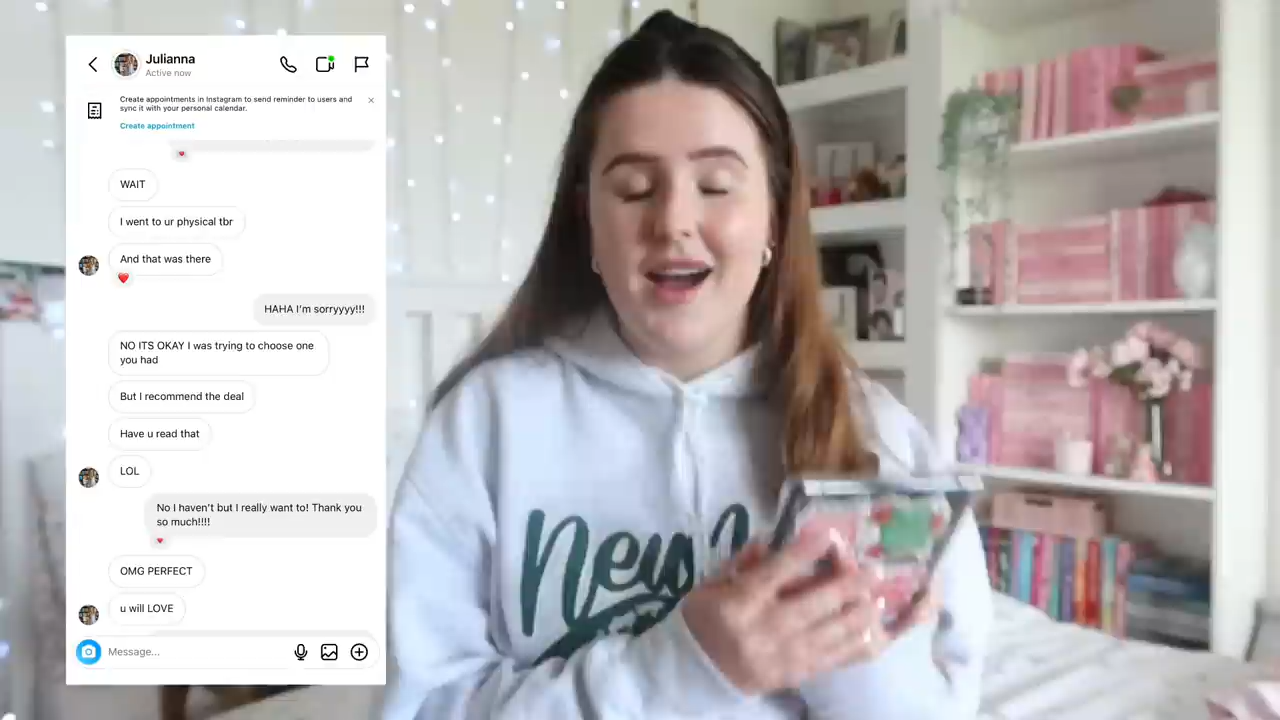 Julianna
Active now
Create appointments in Instagram to send reminder to users and
sync it with your personal calendar.
Create appointment
WAIT
I went to ur physical tbr
And that was there
HAHA I'm sorryyyy!!!
NO ITS OKAY I was trying to choose one
you had
But I recommend the deal
Have u read that
LOL
No I haven't but I really want to! Thank you
so much!!!!
OMG PERFECT
u will LOVE
Message...
New